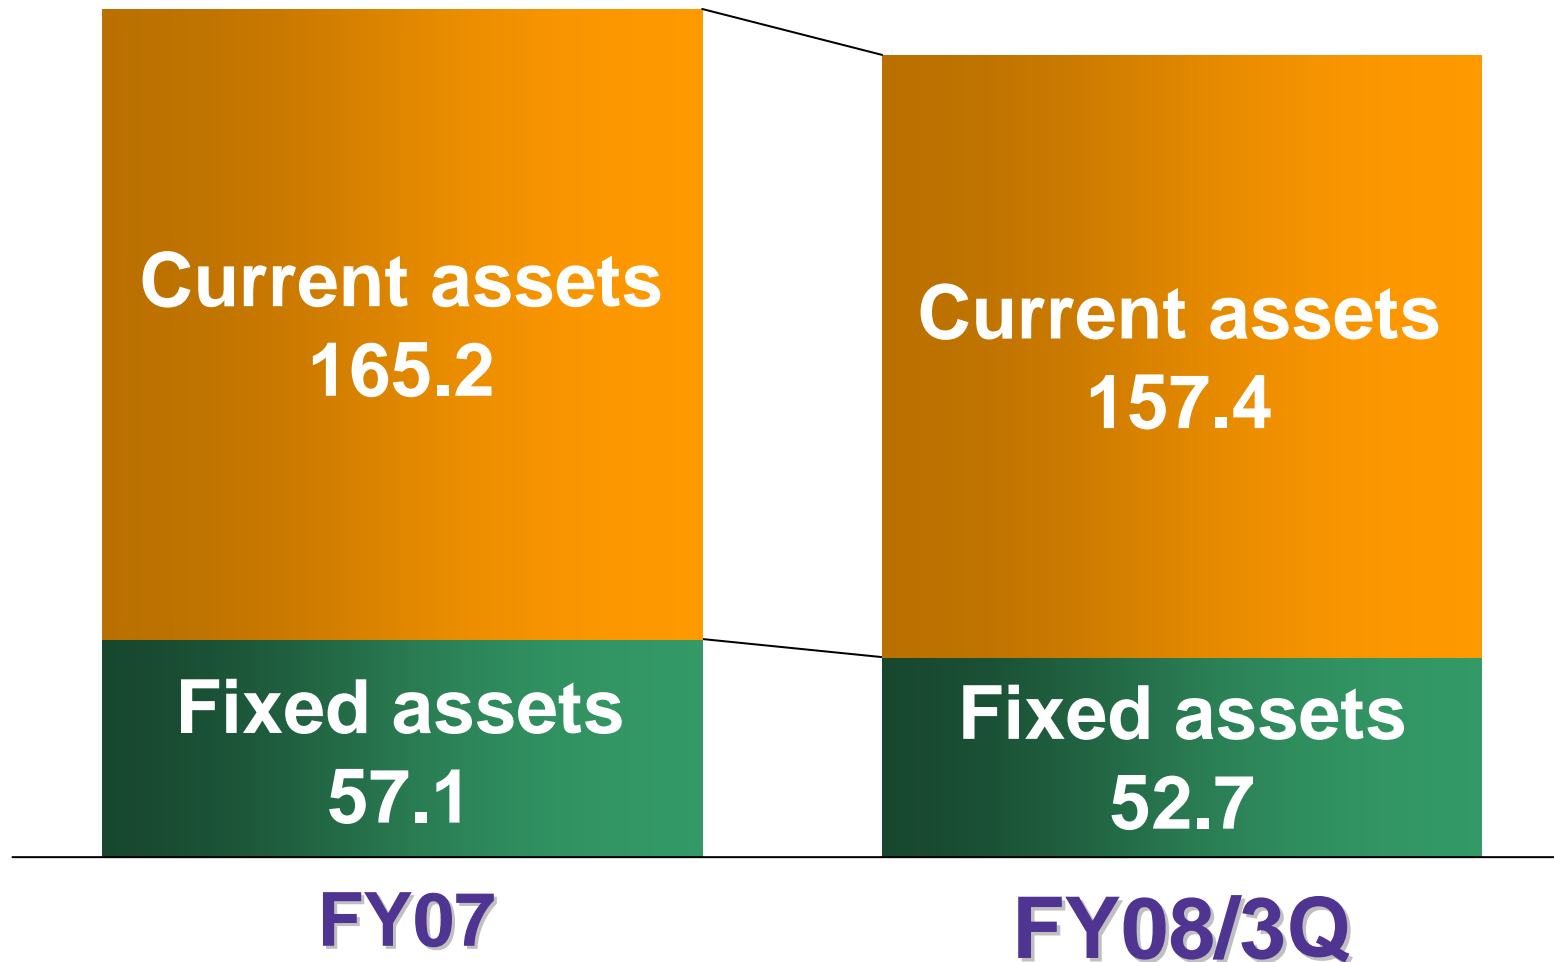 Current assets
165.2
Fixed assets
57.1
FY07
Current assets
157.4
Fixed assets
52.7
FY08/3Q